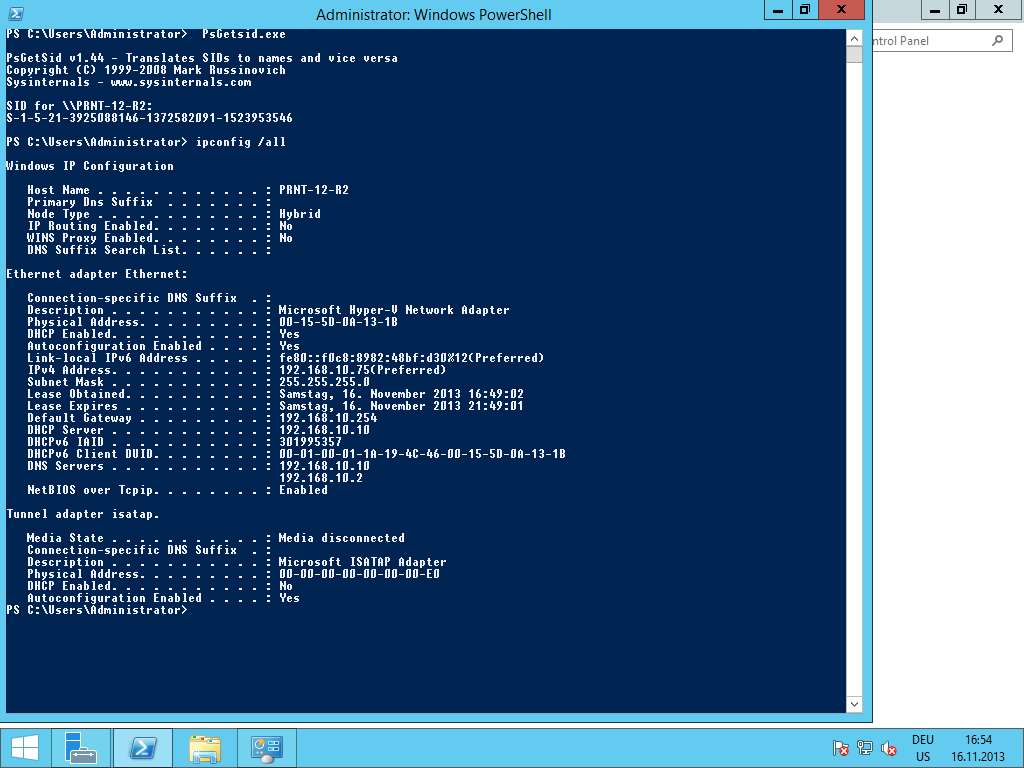 Administrator: Windows PowerShell
ntrol Panel
PS C:\Users\Administrator>  PsGetsid.exe
PsGetSid v1.44 - Translates SIDs to names and vice versa
Copyright (C) 1999-2008 Mark Russinovich
Sysinternals - www.sysinternals.com
SID for \\PRNT-12-R2:
S-1-5-21-3925088146-1372582091-1523953546
PS C:\Users\Administrator> ipconfig /all
Windows IP Configuration
Host Name . . . . . . . . . . . . : PRNT-12-R2
Primary Dns Suffix  . . . . . . . :
Node Type . . . . . . . . . . . . : Hybrid
IP Routing Enabled. . . . . . . . : No
WINS Proxy Enabled. . . . . . . . : No
DNS Suffix Search List. . . . . . :
Ethernet adapter Ethernet:
Connection-specific DNS Suffix  . :
Description . . . . . . . . . . . : Microsoft Hyper-V Network Adapter
Physical Address. . . . . . . . . : 00-15-5D-0A-13-1B
DHCP Enabled. . . . . . . . . . . : Yes
Autoconfiguration Enabled . . . . : Yes
Link-local IPv6 Address . . . . . : fe80::f0c8:8982:48bf:d30%12(Preferred)
IPv4 Address. . . . . . . . . . . : 192.168.10.75(Preferred)
Subnet Mask . . . . . . . . . . . : 255.255.255.0
Lease Obtained. . . . . . . . . . : Samstag, 16. November 2013 16:49:02
Lease Expires . . . . . . . . . . : Samstag, 16. November 2013 21:49:01
Default Gateway . . . . . . . . . : 192.168.10.254
DHCP Server . . . . . . . . . . . : 192.168.10.10
DHCPv6 IAID . . . . . . . . . . . : 301995357
DHCPv6 Client DUID. . . . . . . . : 00-01-00-01-1A-19-4C-46-00-15-5D-0A-13-1B
DNS Servers . . . . . . . . . . . : 192.168.10.10
192.168.10.2
NetBIOS over Tcpip. . . . . . . . : Enabled
Tunnel adapter isatap.
Media State . . . . . . . . . . . : Media disconnected
Connection-specific DNS Suffix  . :
Description . . . . . . . . . . . : Microsoft ISATAP Adapter
Physical Address. . . . . . . . . : 00-00-00-00-00-00-00-E0
DHCP Enabled. . . . . . . . . . . : No
Autoconfiguration Enabled . . . . : Yes
PS C:\Users\Administrator>
DEU
US
16:54
16.11.2013